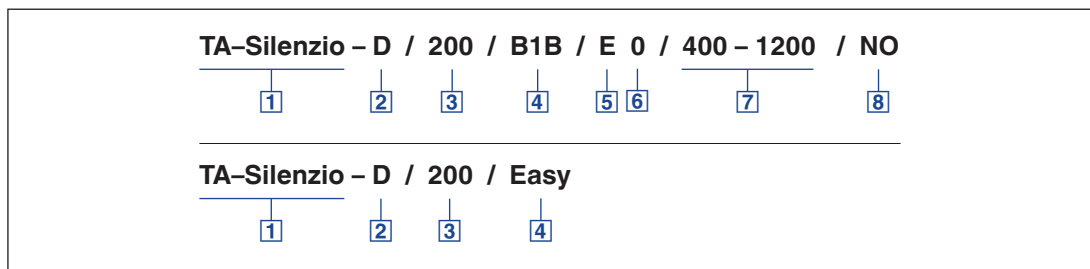 TA–Silenzio – D / 200 / B1B / E 0 / 400 – 1200 / NO
1 2 3 4 5 6 7 8
TA–Silenzio – D / 200 / Easy
1 2 3 4